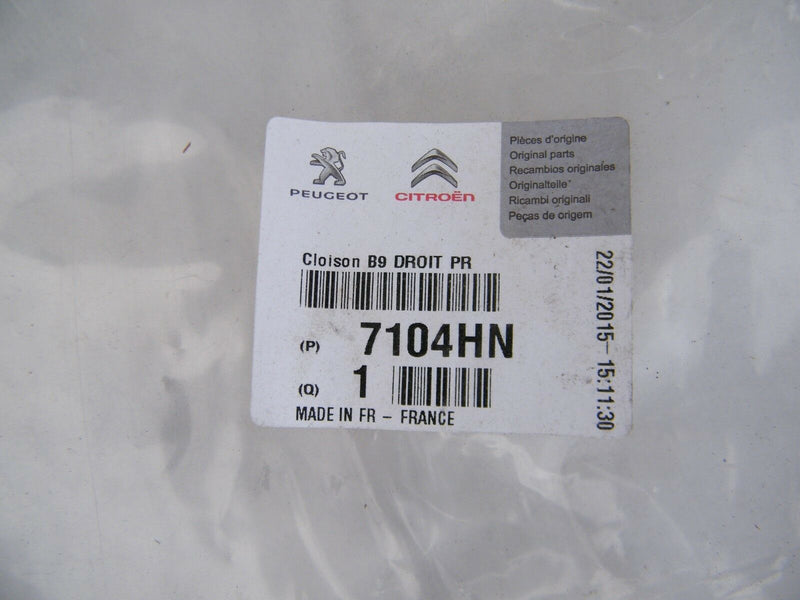 PEUGEOT
CITROËN
Pièces d'origine
Original parts
Recambios originales
Originalteile
Ricambi originali
Peças de origem
Cloison B9 DROIT PR
(P) 7104HN
(Q) 1
MADE IN FR - FRANCE
22/01/2015-15:11:30